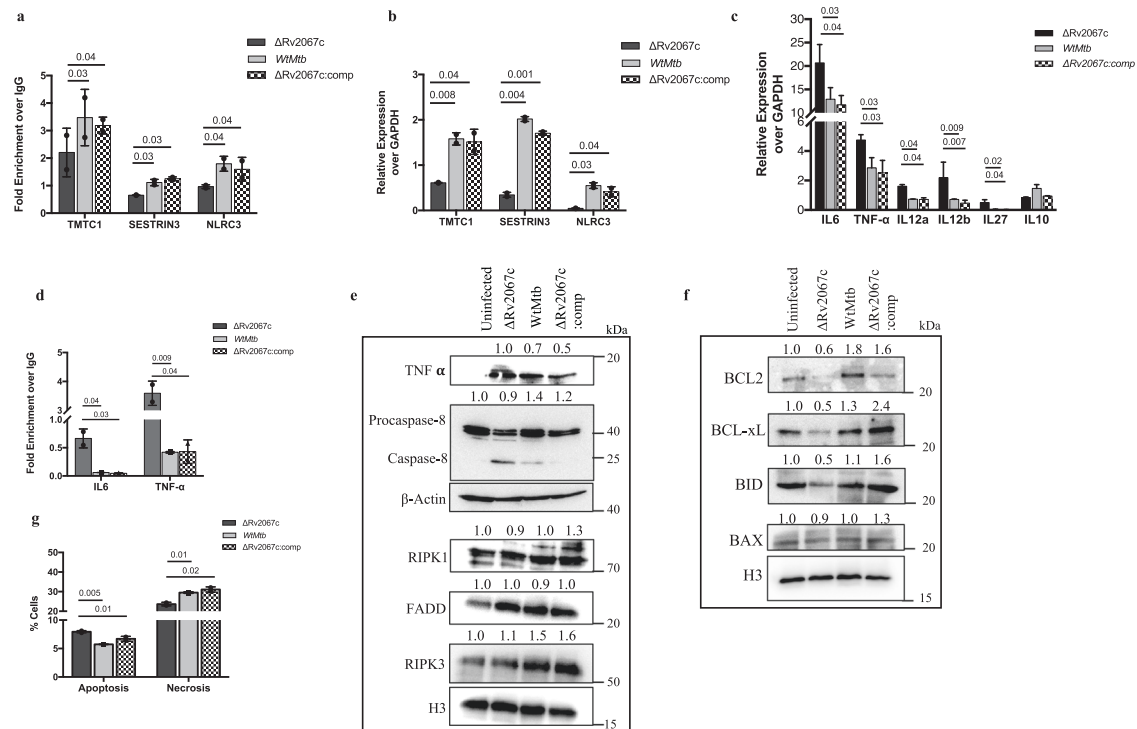 a
ΔRv2067c
WtMtb
ΔRv2067c:comp
Fold Enrichment over IgG
5
4
3
2
1
0
0.04
0.03
0.03
0.03
0.04
0.04
TMTC1
SESTRIN3
NLRC3
b
ΔRv2067c
WtMtb
ΔRv2067c:comp
Relative Expression
over GAPDH
3
2
1
0
0.04
0.008
0.001
0.004
0.04
0.03
TMTC1
SESTRIN3
NLRC3
c
ΔRv2067c
WtMtb
ΔRv2067c:comp
Relative Expression
over GAPDH
30
25
20
15
10
6
4
2
0
0.03
0.04
0.03
0.03
0.04
0.04
0.009
0.007
0.02
0.04
IL6
TNF-α
IL12a
IL12b
IL27
IL10
d
ΔRv2067c
WtMtb
ΔRv2067c:comp
Fold Enrichment over IgG
5
4
3
1.0
0.5
0.0
0.04
0.03
0.009
0.04
IL6
TNF-α
e
Uninfected
ΔRv2067c
WtMtb
ΔRv2067c
:comp
kDa
1.0 0.7 0.5
TNF α
20
1.0 0.9 1.4 1.2
Procaspase-8
40
Caspase-8
25
β-Actin
40
1.0 0.9 1.0 1.3
RIPK1
70
1.0 1.0 0.9 1.0
FADD
20
1.0 1.1 1.5 1.6
RIPK3
50
H3
15
f
Uninfected
ΔRv2067c
WtMtb
ΔRv2067c
:comp
kDa
1.0 0.6 1.8 1.6
BCL2
20
1.0 0.5 1.3 2.4
BCL-xL
20
1.0 0.5 1.1 1.6
BID
20
1.0 0.9 1.0 1.3
BAX
20
H3
15
g
ΔRv2067c
WtMtb
ΔRv2067c:comp
% Cells
50
40
30
20
10
5
0
0.005
0.01
0.01
0.02
Apoptosis
Necrosis